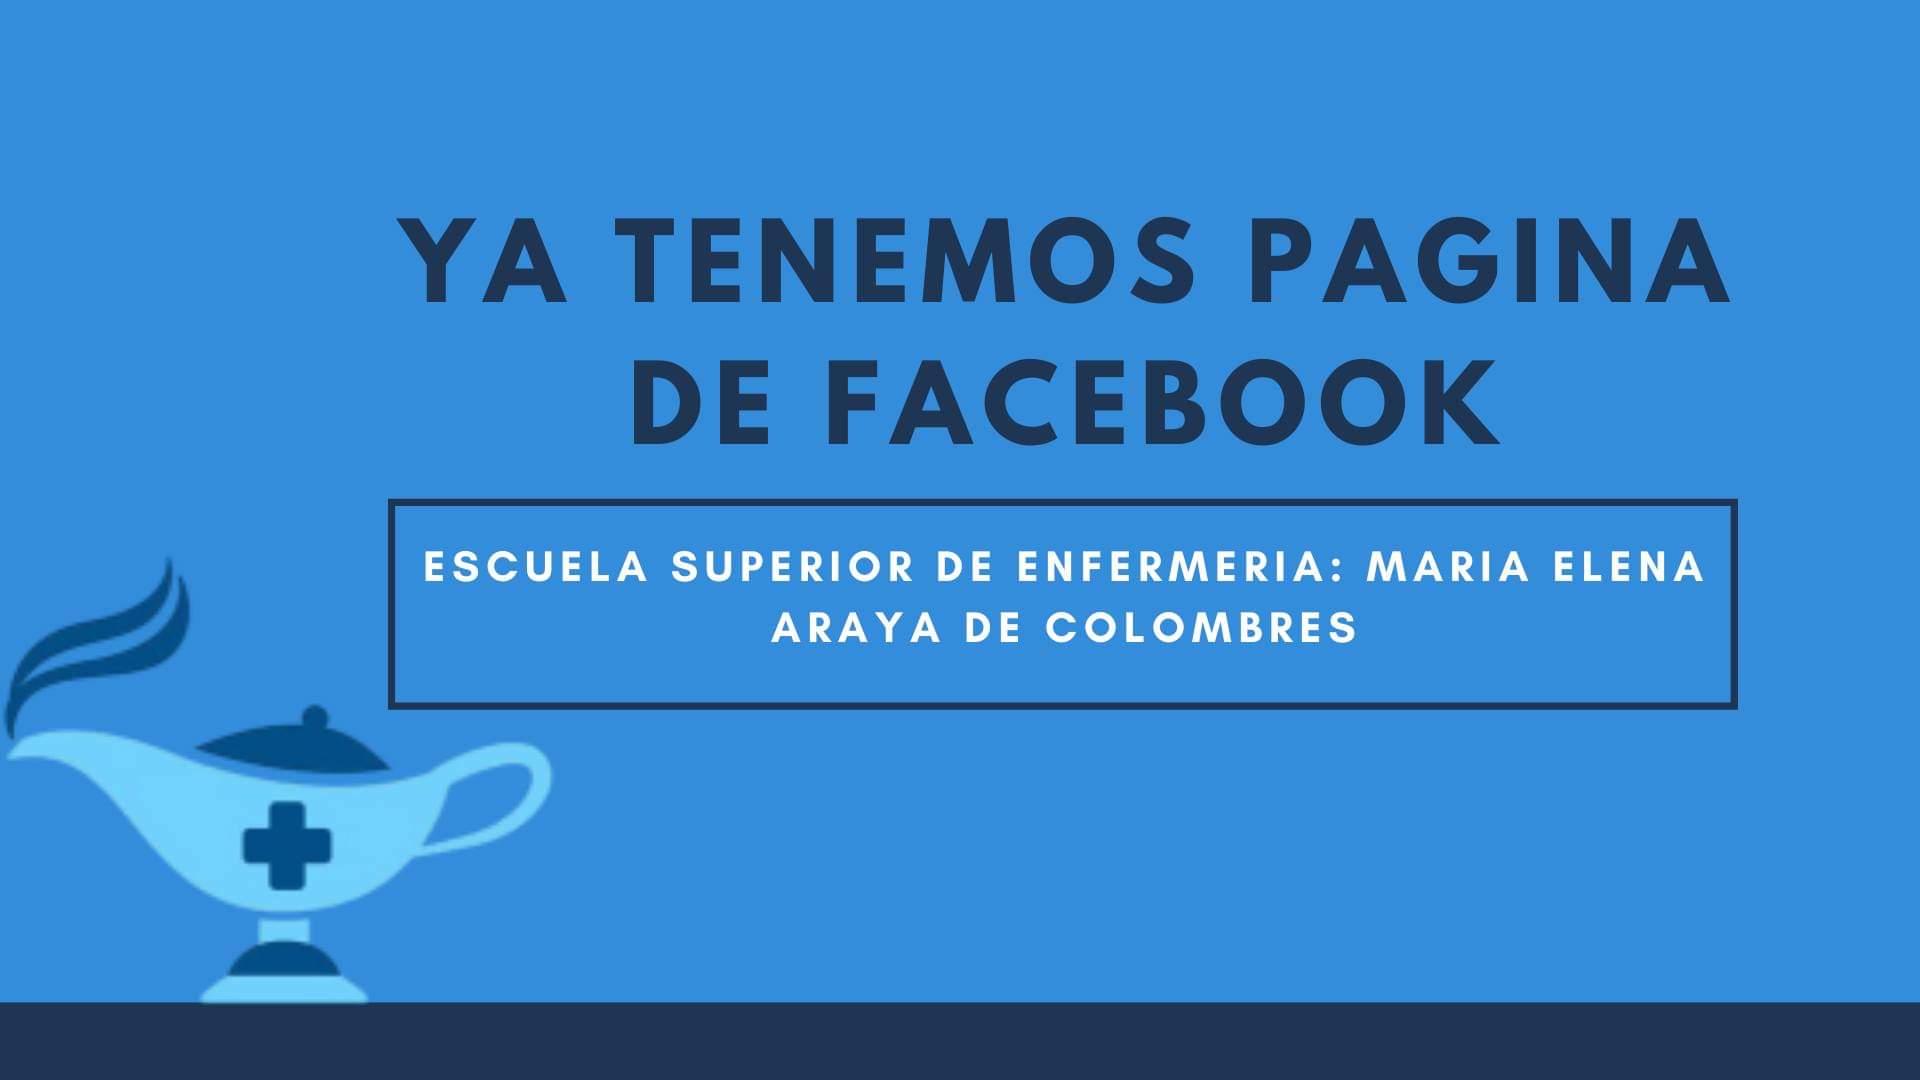 YA TENEMOS PAGINA
DE FACEBOOK
ESCUELA SUPERIOR DE ENFERMERIA: MARIA ELENA
ARAYA DE COLOMBRES